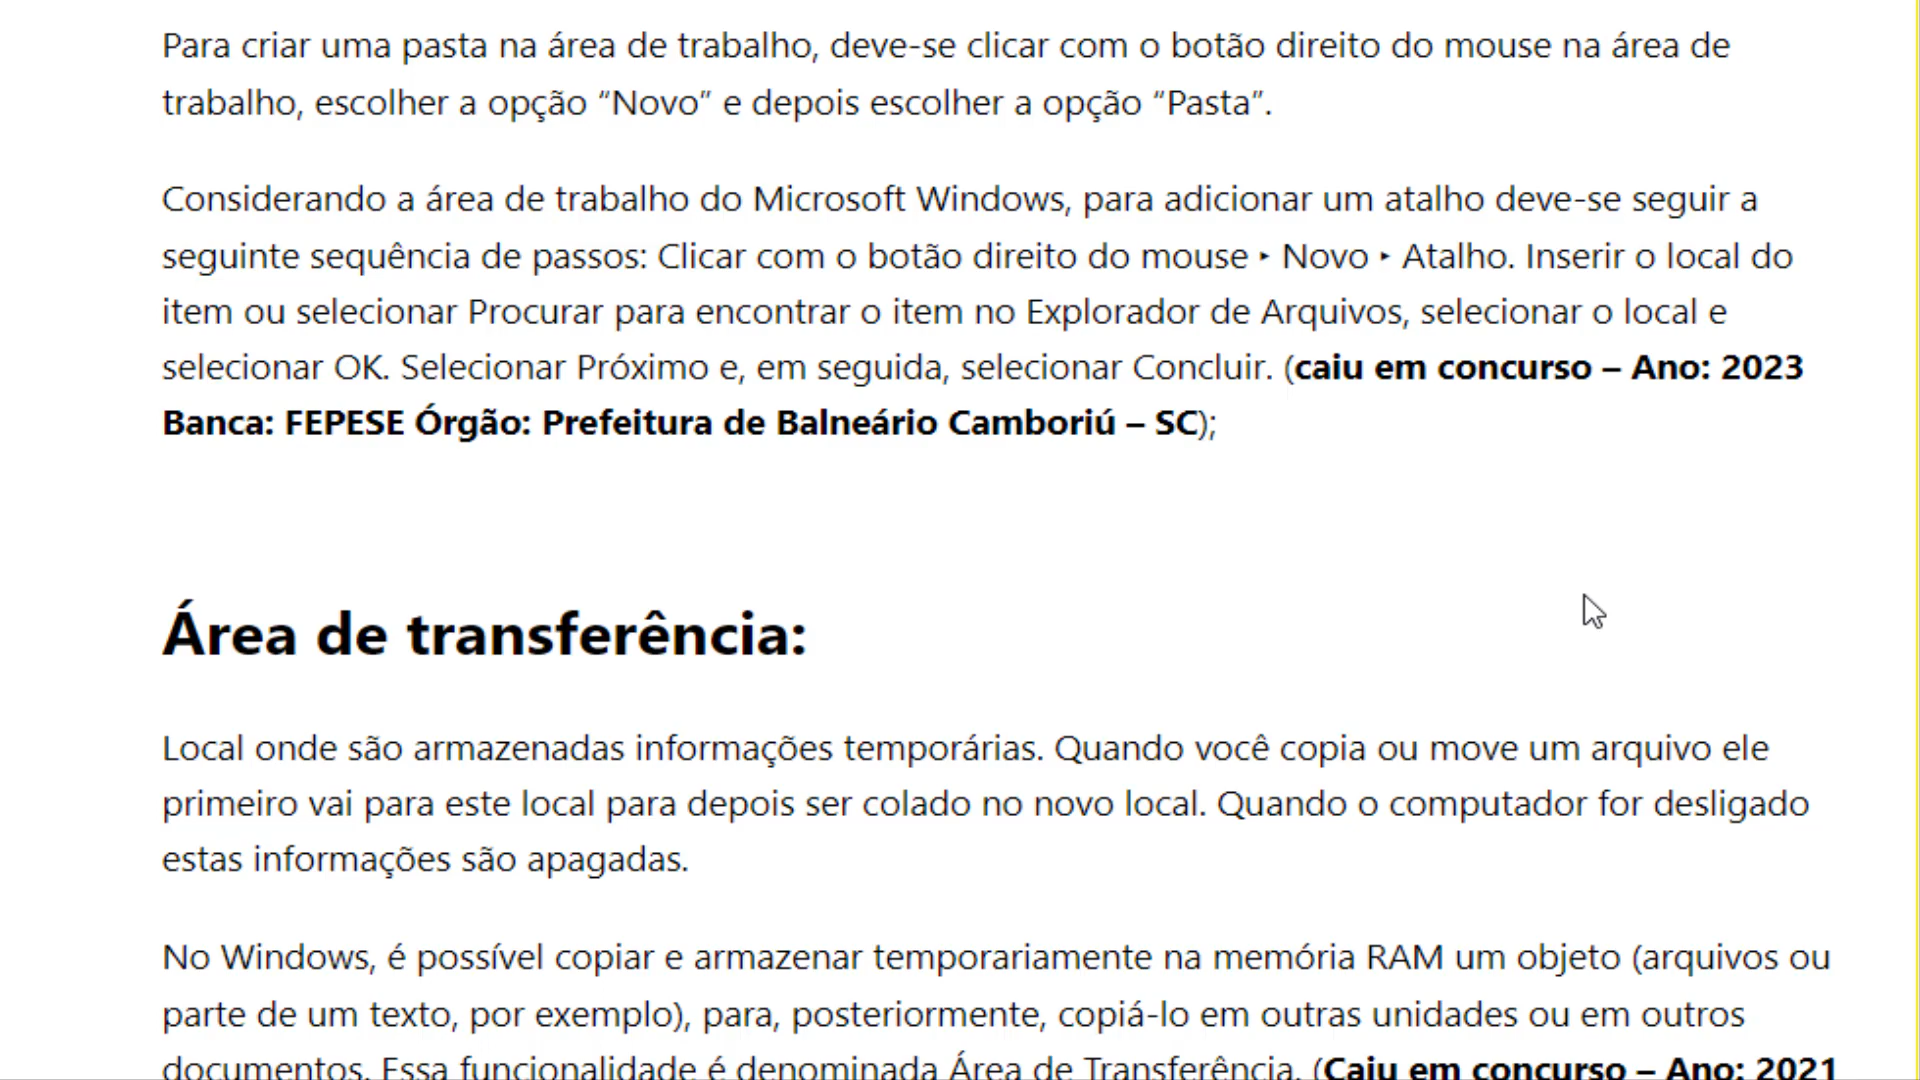 Para criar uma pasta na área de trabalho, deve-se clicar com o botão direito do mouse na área de
trabalho, escolher a opção “Novo” e depois escolher a opção “Pasta”.
Considerando a área de trabalho do Microsoft Windows, para adicionar um atalho deve-se seguir a
seguinte sequência de passos: Clicar com o botão direito do mouse ‣ Novo ‣ Atalho. Inserir o local do
item ou selecionar Procurar para encontrar o item no Explorador de Arquivos, selecionar o local e
selecionar OK. Selecionar Próximo e, em seguida, selecionar Concluir. (caiu em concurso – Ano: 2023
Banca: FEPESE Órgão: Prefeitura de Balneário Camboriú – SC);
Área de transferência:
Local onde são armazenadas informações temporárias. Quando você copia ou move um arquivo ele
primeiro vai para este local para depois ser colado no novo local. Quando o computador for desligado
estas informações são apagadas.
No Windows, é possível copiar e armazenar temporariamente na memória RAM um objeto (arquivos ou
parte de um texto, por exemplo), para, posteriormente, copiá-lo em outras unidades ou em outros
documentos. Essa funcionalidade é denominada Área de Transferência. (Caiu em concurso – Ano: 2021